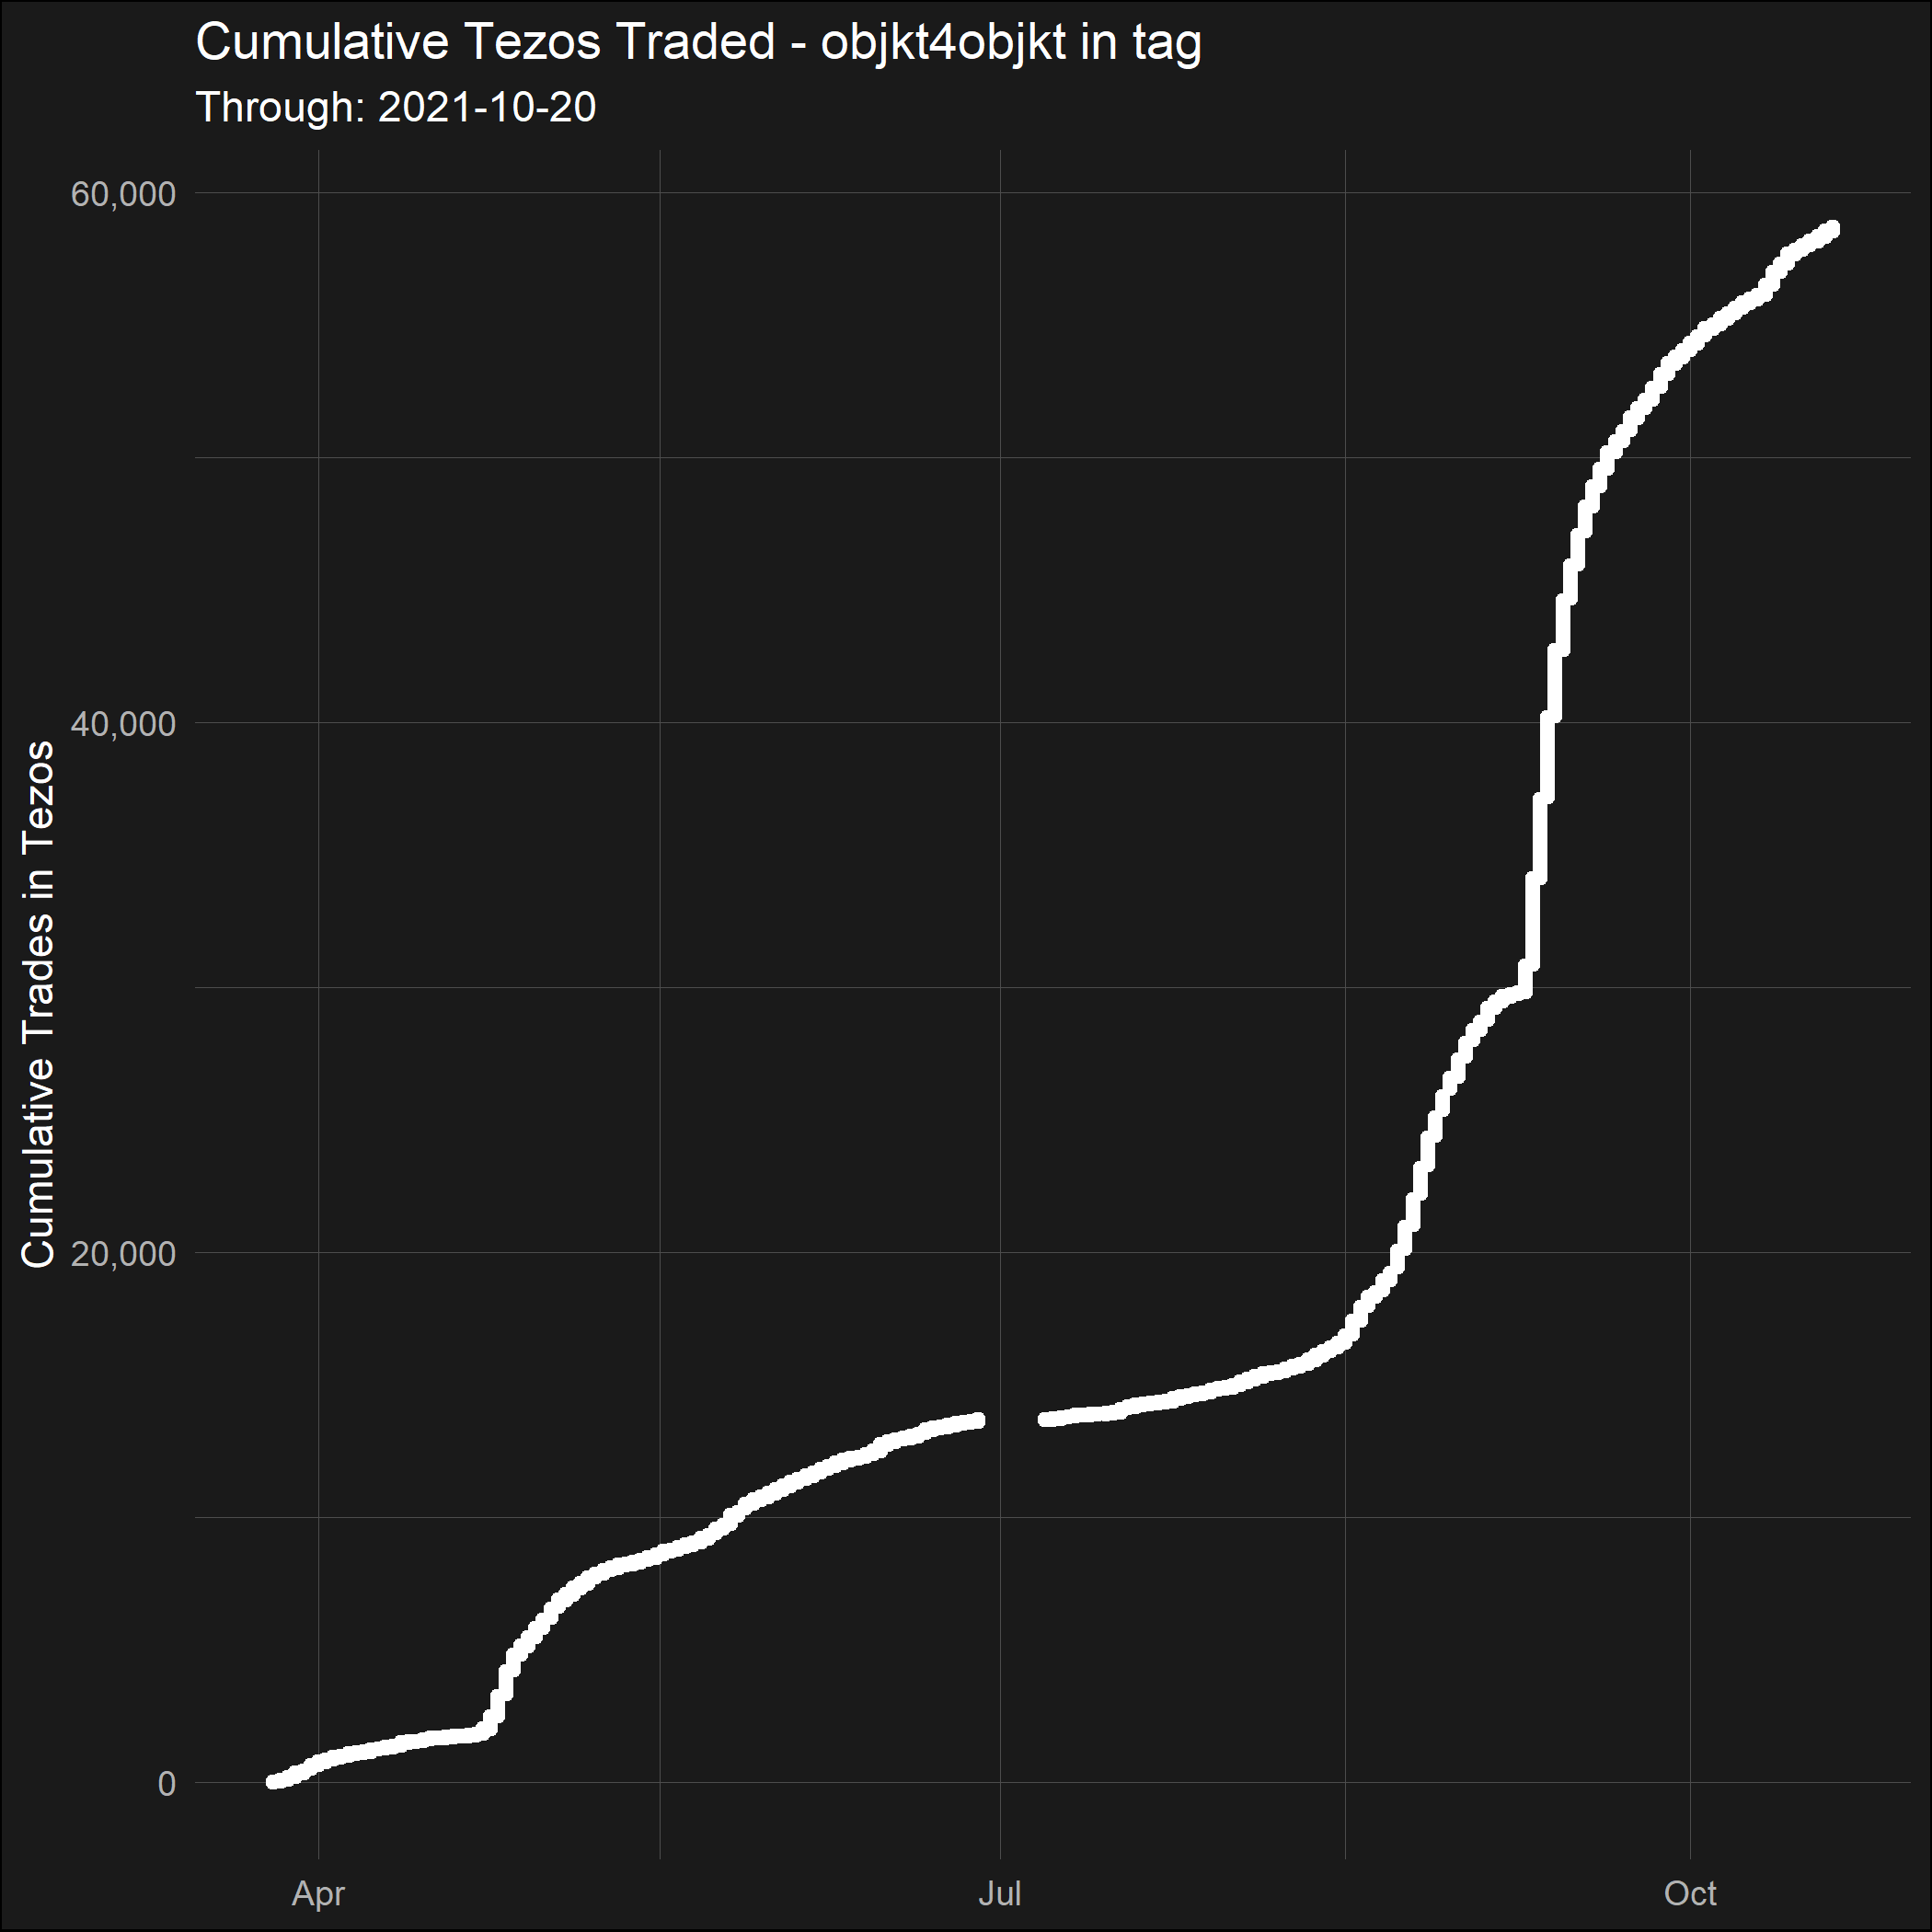 Cumulative Tezos Traded - objkt4objkt in tag
Through: 2021-10-20
Cumulative Trades in Tezos
60,000
40,000
20,000
0
Apr
Jul
Oct